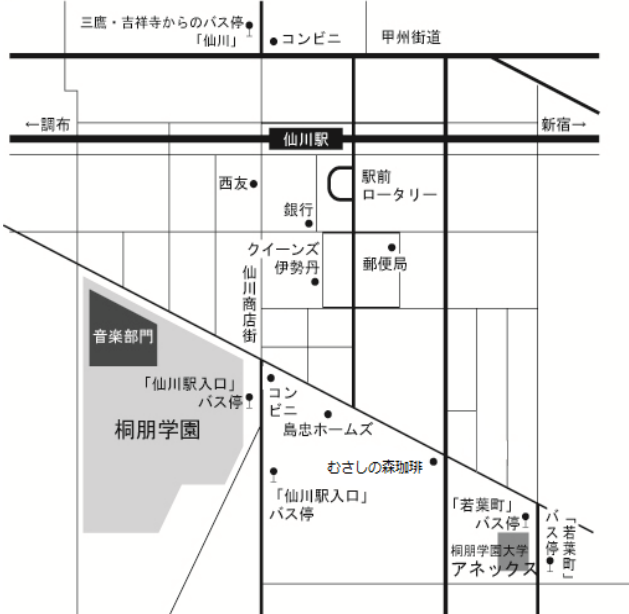 三鷹・吉祥寺からのバス停
「仙川」
コンビニ
甲州街道
←調布
新宿→
仙川駅
西友
駅前
ロータリー
銀行
クイーンズ
伊勢丹
郵便局
仙川商店街
音楽部門
「仙川駅入口」
バス停
コン
ビニ
桐朋学園
島忠ホームズ
むさしの森珈琲
「仙川駅入口」
バス停
「若葉町」
バス停
「若葉町」
バス停
桐朋学園大学
アネックス